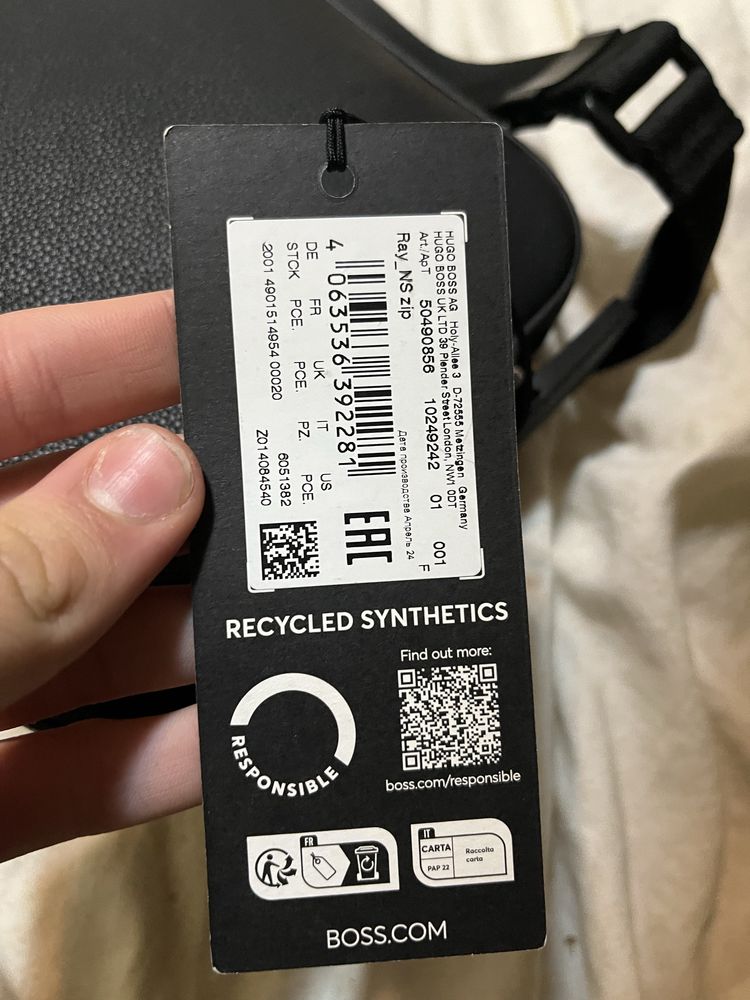 HUGO BOSS AG Holy-Allee 3 D-72555 Metzingen Germany
HUGO BOSS UK LTD 39 Plender Street London, NW1 0DT
Art./Арт 50490856 10249242 01 001
Ray_NS zip F
Дата производства Апрель 24
4 063536 392281
EAC
DE FR UK IT US
STCK PCE. PCE. PZ. PCE.
6051382
2001 4901514954 00020 Z014084540
RECYCLED SYNTHETICS
Find out more:
RESPONSIBLE
boss.com/responsible
FR
IT
CARTA
PAP 22
Raccolta
carta
BOSS.COM